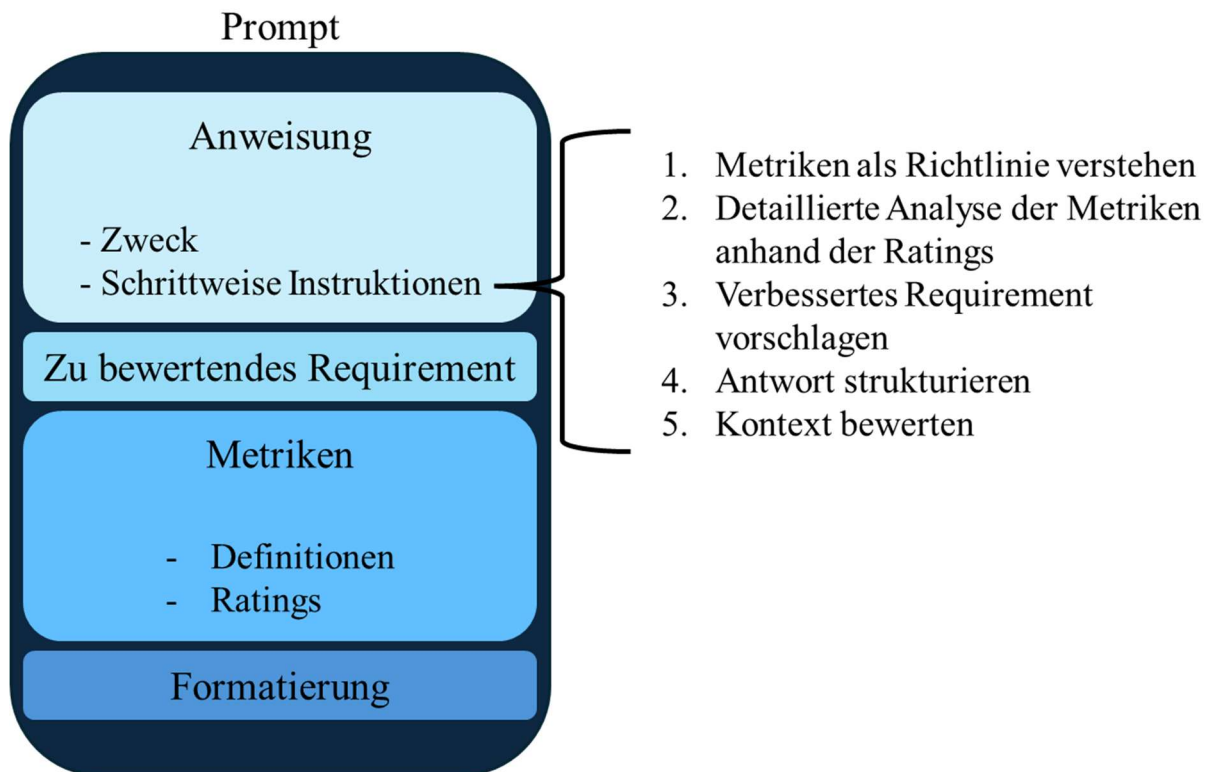 Prompt
Anweisung
- Zweck
- Schrittweise Instruktionen
Zu bewertendes Requirement
Metriken
- Definitionen
- Ratings
Formatierung
1. Metriken als Richtlinie verstehen
2. Detaillierte Analyse der Metriken
anhand der Ratings
3. Verbessertes Requirement
vorschlagen
4. Antwort strukturieren
5. Kontext bewerten